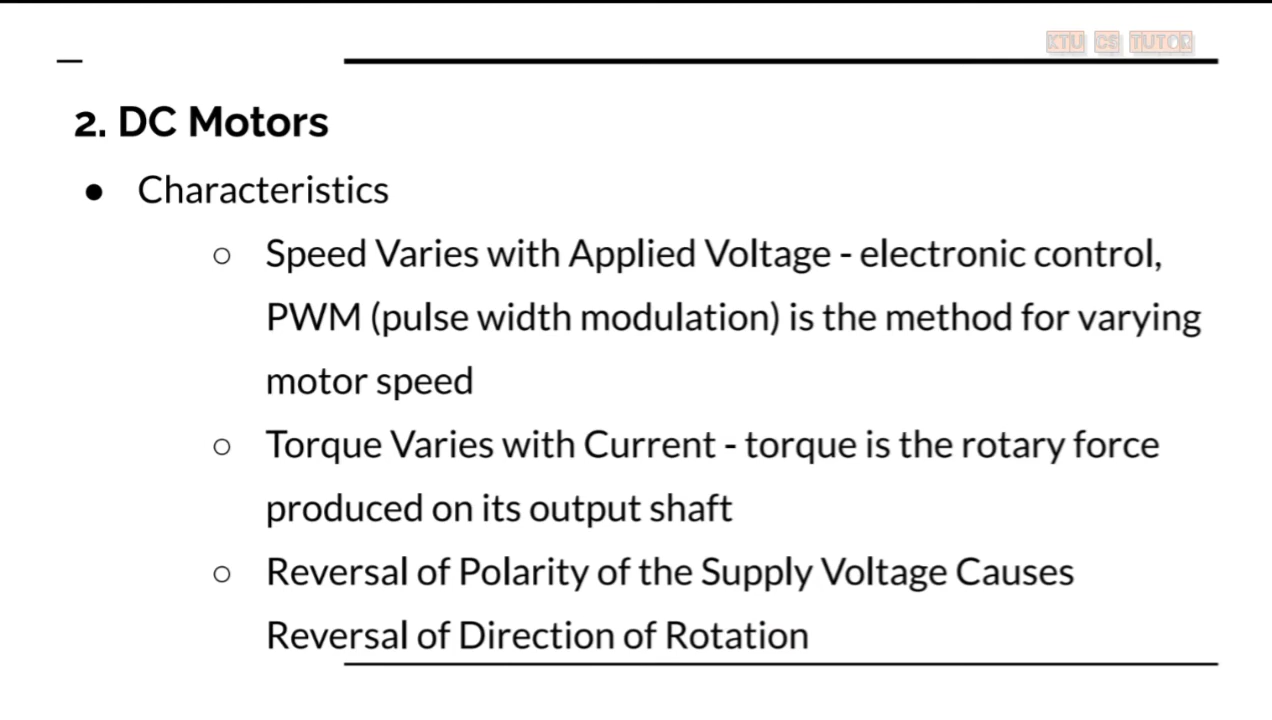 KTU CS TUTOR
2. DC Motors
● Characteristics
○ Speed Varies with Applied Voltage - electronic control,
PWM (pulse width modulation) is the method for varying
motor speed
○ Torque Varies with Current - torque is the rotary force
produced on its output shaft
○ Reversal of Polarity of the Supply Voltage Causes
Reversal of Direction of Rotation